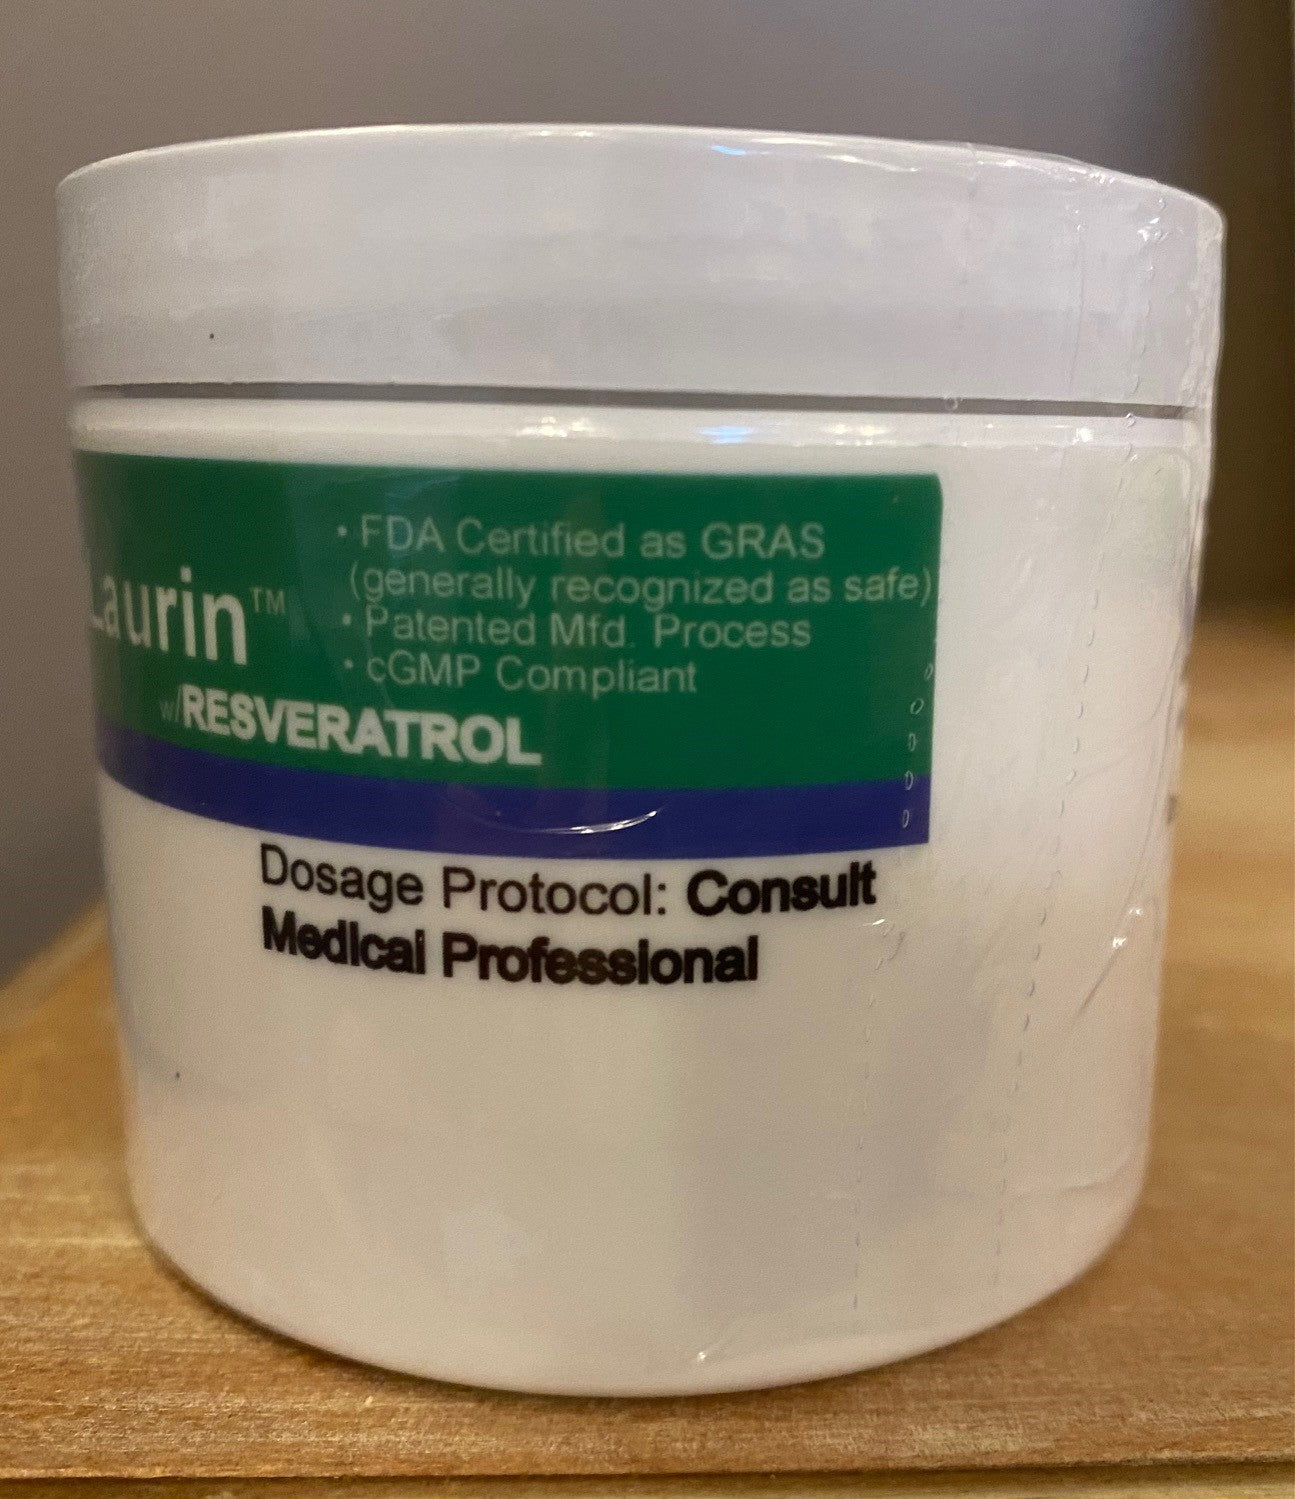 • FDA Certified as GRAS
(generally recognized as safe)
Laurin™
• Patented Mfd. Process
• cGMP Compliant
w/RESVERATROL
Dosage Protocol: Consult
Medical Professional